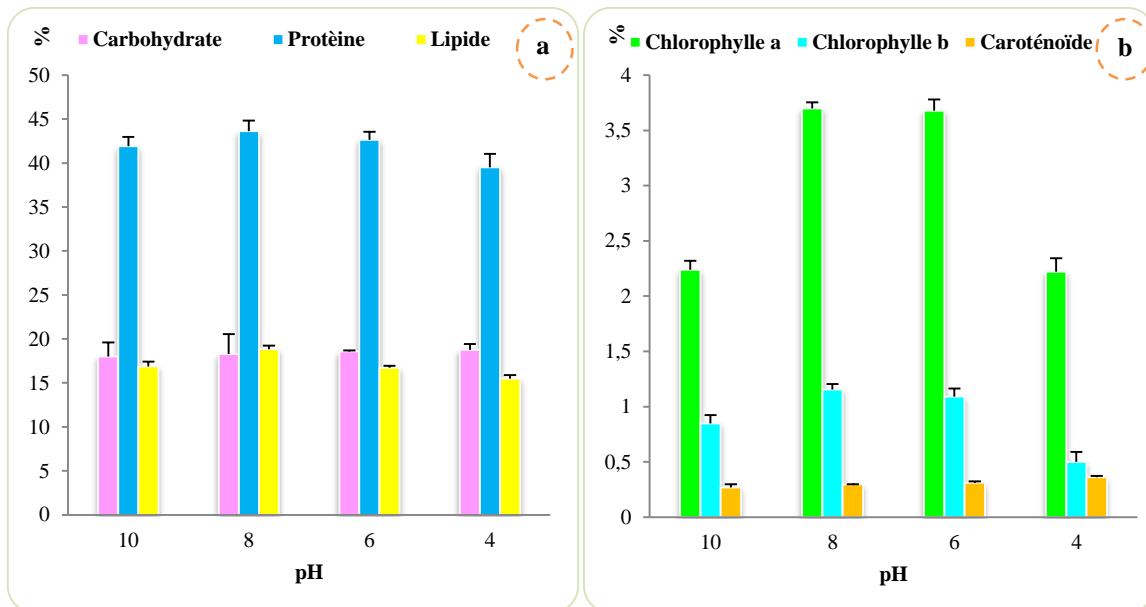 %
Carbohydrate Protèine Lipide
a
50
45
40
35
30
25
20
15
10
5
0
10 8 6 4
pH
%
Chlorophylle a Chlorophylle b Caroténoïde
b
4
3,5
3
2,5
2
1,5
1
0,5
0
10 8 6 4
pH